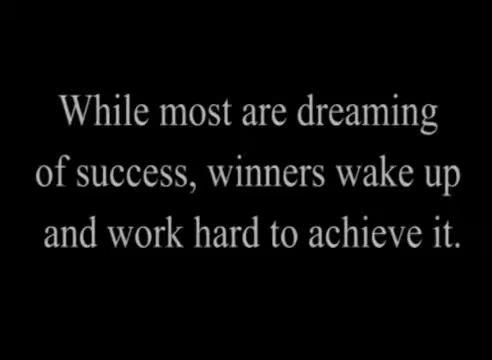 While most are dreaming
of success, winners wake up
and work hard to achieve it.